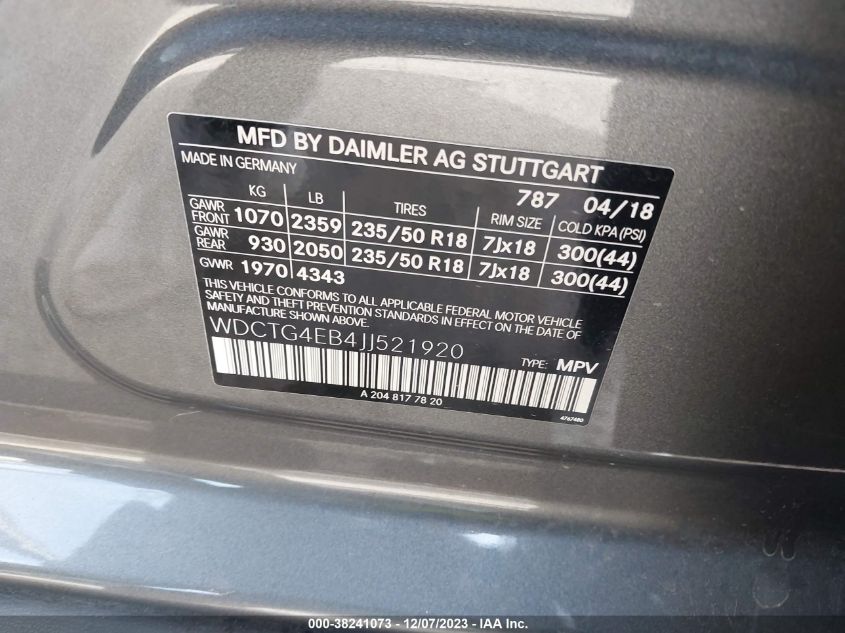 MFD BY DAIMLER AG STUTTGART
MADE IN GERMANY 787 04/18
KG LB TIRES RIM SIZE COLD KPA(PSI)
GAWR FRONT 1070 2359 235/50 R18 7Jx18 300(44)
GAWR REAR 930 2050 235/50 R18 7Jx18 300(44)
GVWR 1970 4343
THIS VEHICLE CONFORMS TO ALL APPLICABLE FEDERAL MOTOR VEHICLE
SAFETY AND THEFT PREVENTION STANDARDS IN EFFECT ON THE DATE OF
MANUFACTURE SHOWN ABOVE.
WDCTG4EB4JJ521920
TYPE: MPV
A 204 817 78 20
4767480
000-38241073 - 12/07/2023 - IAA Inc.